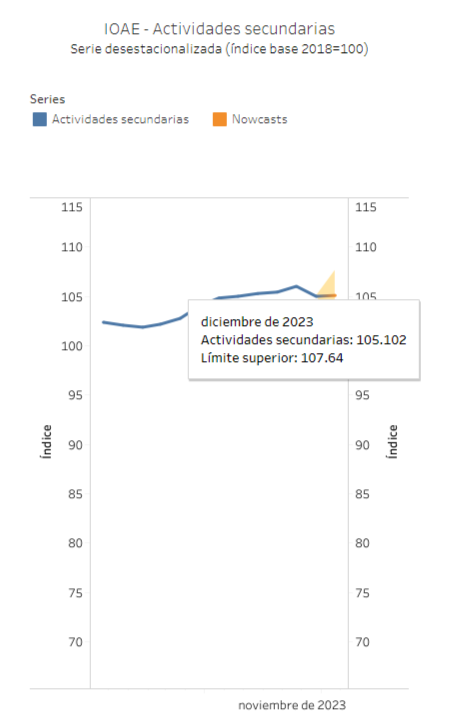 IOAE - Actividades secundarias
Serie desestacionalizada (índice base 2018=100)
Series
Actividades secundarias
Nowcasts
115
115
110
110
105
105
diciembre de 2023
Actividades secundarias: 105.102
Límite superior: 107.64
100
95
95
Índice
90
90
Índice
85
85
80
80
75
75
70
70
noviembre de 2023